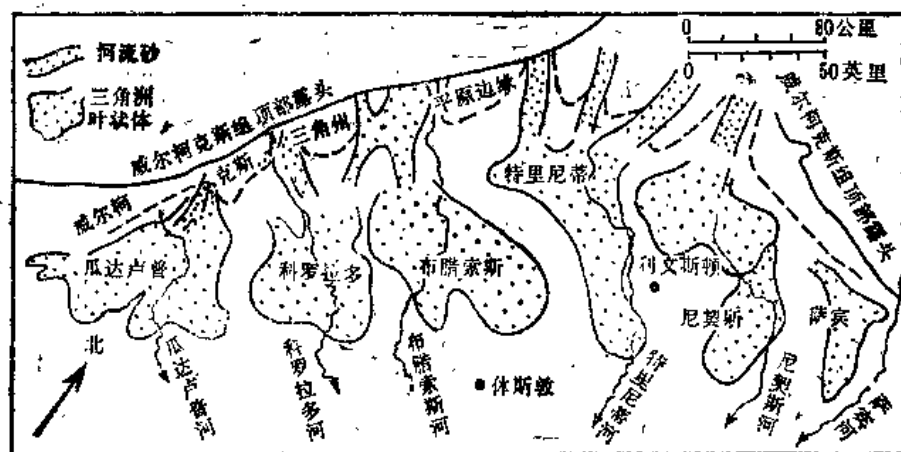 河流砂
三角洲
叶状体
0 80公里
0 50英里
威尔柯克斯组顶部露头
威尔柯克斯组顶部露头
威尔柯 克斯 三角州 平原边缘
特里尼蒂
瓜达卢普
科罗拉多
布腊索斯
利文斯顿
尼契斯
萨宾
北
瓜达卢普河
科罗拉多河
布腊索斯河
休斯敦
特里尼蒂河
尼契斯河